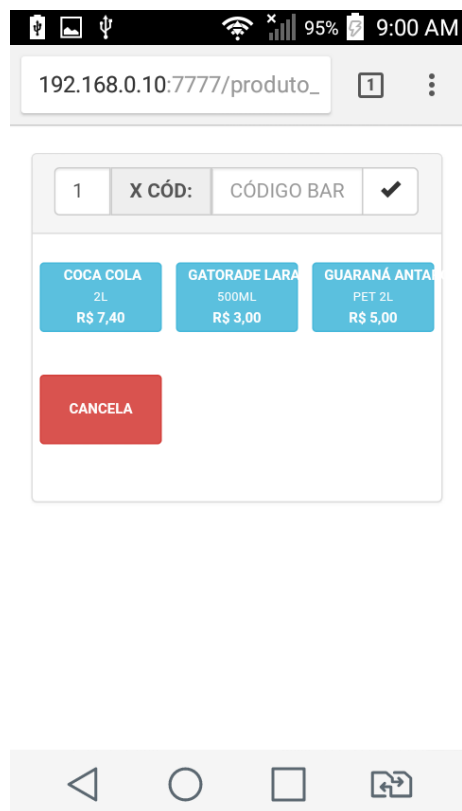 95% 9:00 AM
192.168.0.10:7777/produto_ 1
1 X CÓD: CÓDIGO BAR
COCA COLA
2L
R$ 7,40
GATORADE LARA
500ML
R$ 3,00
GUARANÁ ANTA
PET 2L
R$ 5,00
CANCELA